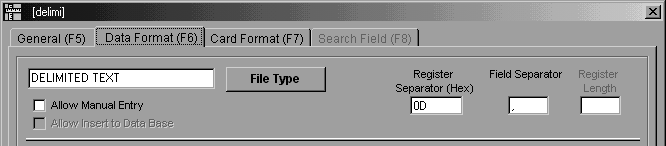 [delimi]
General (F5) Data Format (F6) Card Format (F7) Search Field (F8)
DELIMITED TEXT File Type Register Separator (Hex) Field Separator Register Length
Allow Manual Entry 0D ,
Allow Insert to Data Base